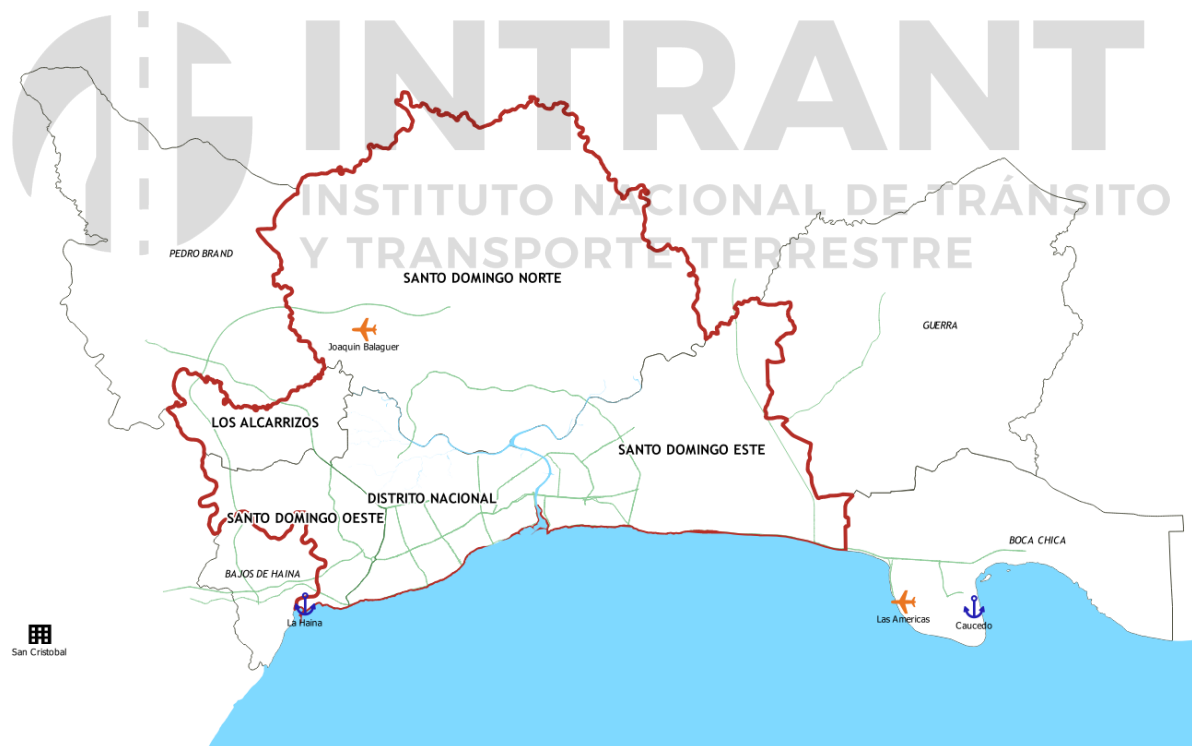 INTRANT
INSTITUTO NACIONAL DE TRÁNSITO
Y TRANSPORTE TERRESTRE
PEDRO BRAND
SANTO DOMINGO NORTE
GUERRA
Joaquin Balaguer
LOS ALCARRIZOS
SANTO DOMINGO ESTE
DISTRITO NACIONAL
SANTO DOMINGO OESTE
BOCA CHICA
BAJOS DE HAINA
La Haina
Las Americas
Caucedo
San Cristobal